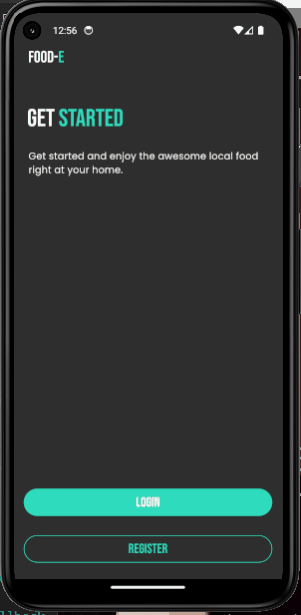 12:56
FOOD-E
GET STARTED
Get started and enjoy the awesome local food
right at your home.
LOGIN
REGISTER